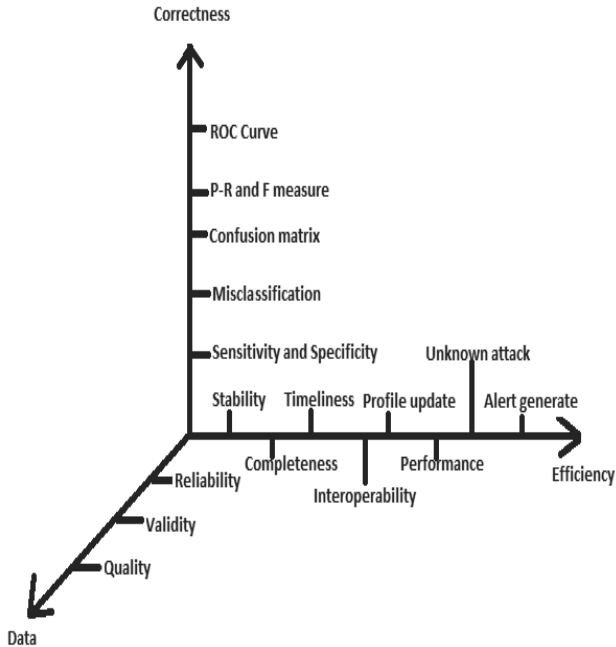 Correctness
ROC Curve
P-R and F measure
Confusion matrix
Misclassification
Sensitivity and Specificity
Unknown attack
Stability
Timeliness
Profile update
Alert generate
Completeness
Performance
Efficiency
Interoperability
Reliability
Validity
Quality
Data